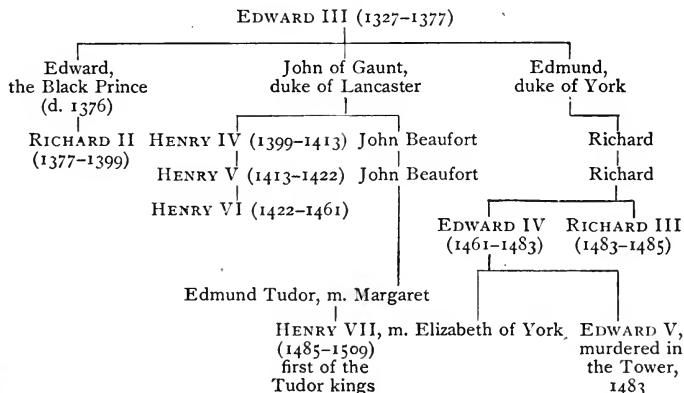 EDWARD III (1327–1377)
Edward,
the Black Prince
(d. 1376)
John of Gaunt,
duke of Lancaster
Edmund,
duke of York
RICHARD II
(1377–1399)
HENRY IV (1399–1413)
John Beaufort
Richard
HENRY V (1413–1422)
John Beaufort
Richard
HENRY VI (1422–1461)
EDWARD IV
(1461–1483)
RICHARD III
(1483–1485)
Edmund Tudor, m. Margaret
HENRY VII, m. Elizabeth of York
(1485–1509)
first of the
Tudor kings
EDWARD V,
murdered in
the Tower,
1483